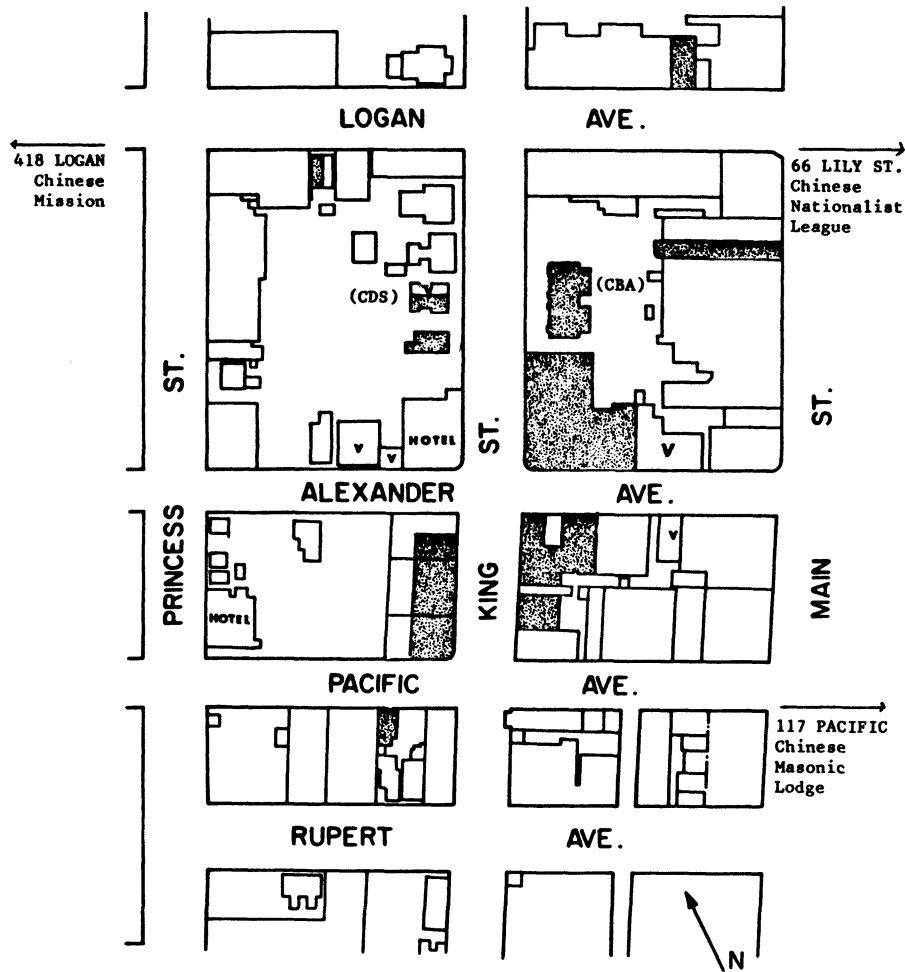 LOGAN AVE.
418 LOGAN
Chinese
Mission
66 LILY ST.
Chinese
Nationalist
League
(CDS)
(CBA)
ST.
ST.
ST.
HOTEL
V
V
V
ALEXANDER AVE.
PRINCESS
KING
MAIN
V
HOTEL
PACIFIC AVE.
117 PACIFIC
Chinese
Masonic
Lodge
RUPERT AVE.
N